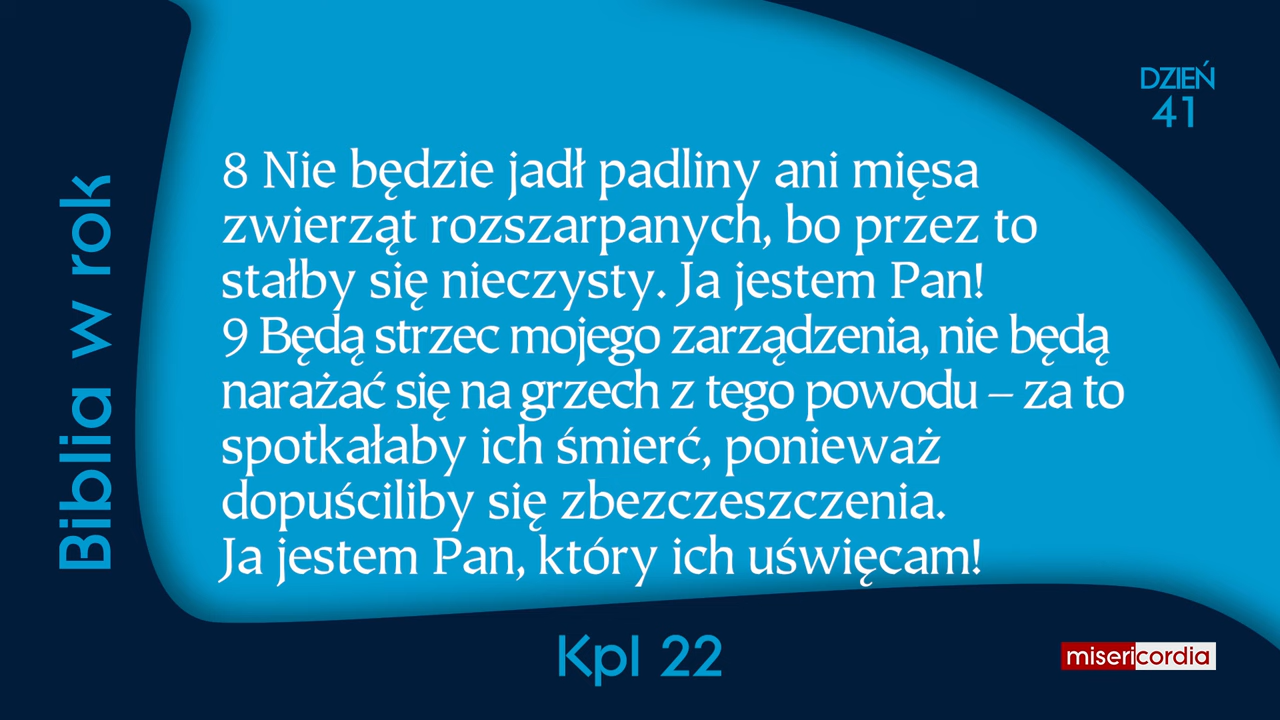 DZIEŃ
41
Biblia w rok
8 Nie będzie jadł padliny ani mięsa
zwierząt rozszarpanych, bo przez to
stałby się nieczysty. Ja jestem Pan!
9 Będą strzec mojego zarządzenia, nie będą
narażać się na grzech z tego powodu – za to
spotkałaby ich śmierć, ponieważ
dopuściliby się zbezczeszczenia.
Ja jestem Pan, który ich uświęcam!
Kpl 22
misericordia